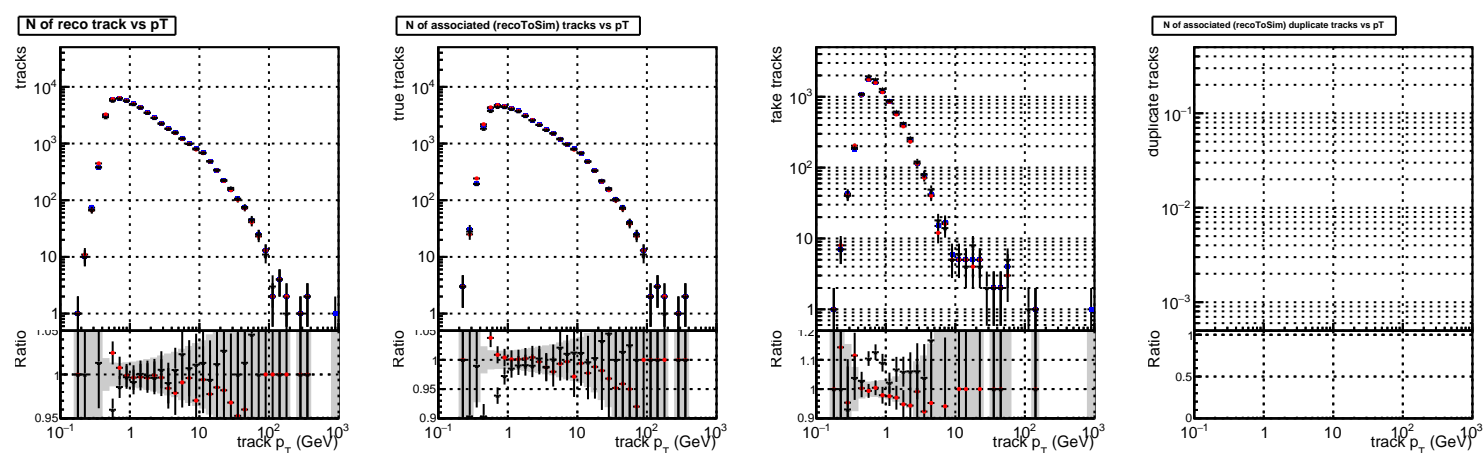 N of reco track vs pT
tracks
10⁴
10³
10²
10
1
Ratio
1.05
1
0.95
10⁻¹ 1 10 10² 10³
track p_T (GeV)
N of associated (recoToSim) tracks vs pT
true tracks
10⁴
10³
10²
10
1
Ratio
1.05
1
0.95
0.9
10⁻¹ 1 10 10² 10³
track p_T (GeV)
fake tracks
10³
10²
10
1
Ratio
1.2
1.1
1
0.9
10⁻¹ 1 10 10² 10³
track p_T (GeV)
N of associated (recoToSim) duplicate tracks vs pT
duplicate tracks
10⁻¹
10⁻²
10⁻³
Ratio
1
0.5
0
10⁻¹ 1 10 10² 10³
track p_T (GeV)